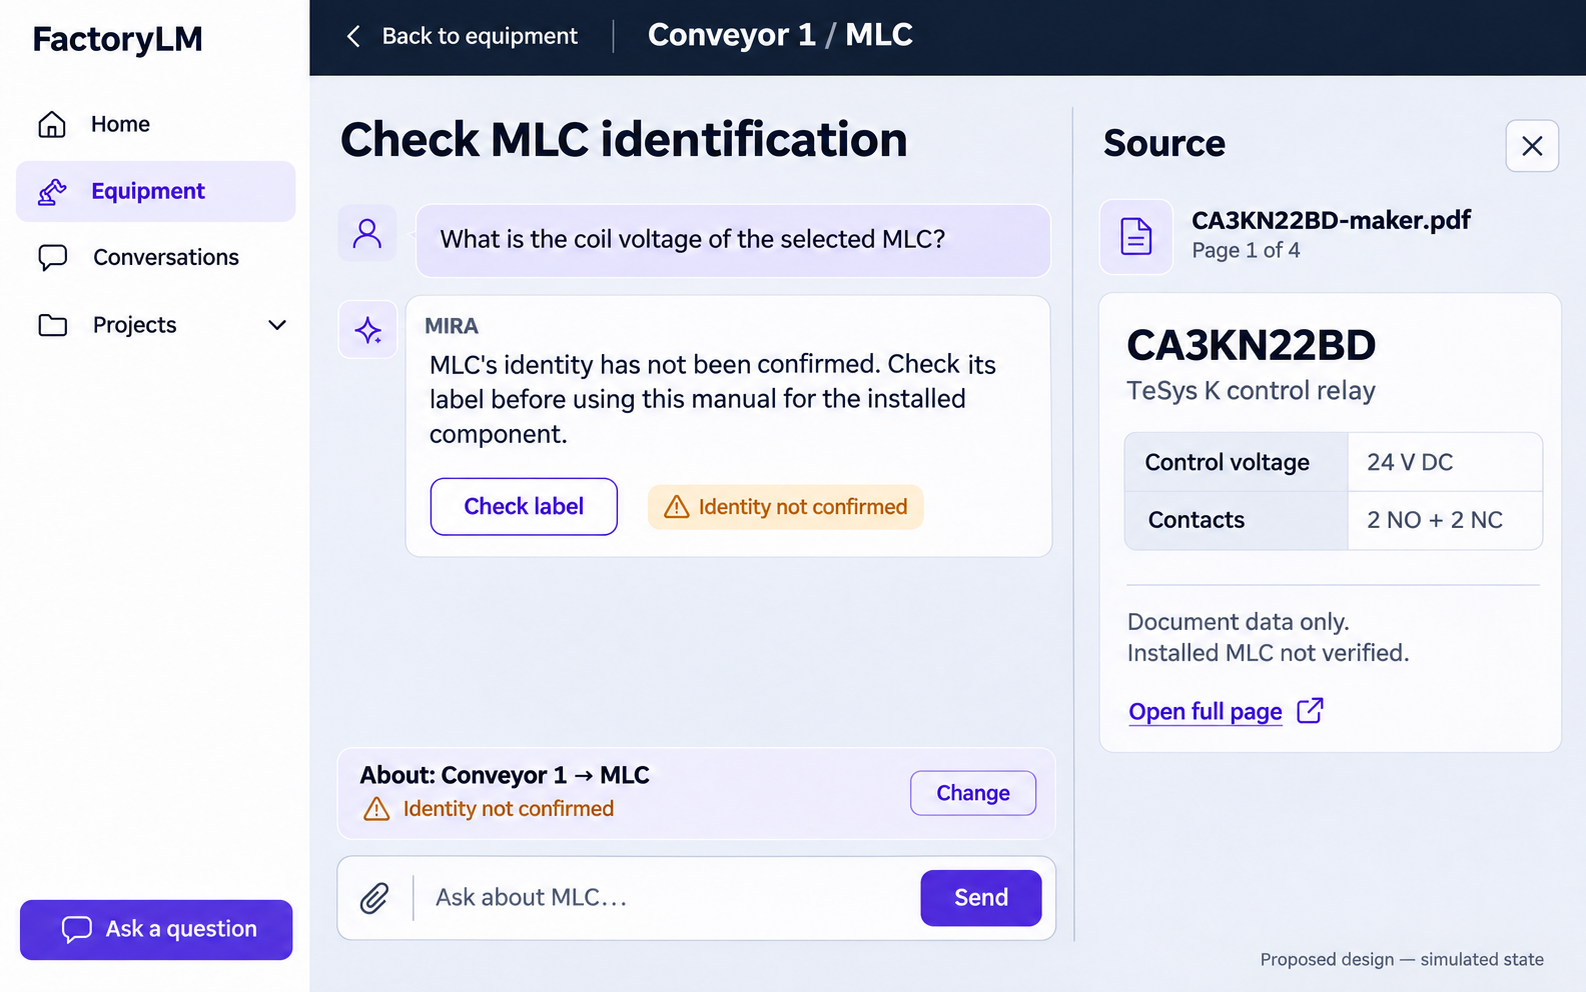 FactoryLM
Home
Equipment
Conversations
Projects
Ask a question
Back to equipment
Conveyor 1 / MLC
Check MLC identification
What is the coil voltage of the selected MLC?
MIRA
MLC's identity has not been confirmed. Check its
label before using this manual for the installed
component.
Check label
Identity not confirmed
About: Conveyor 1 → MLC
Identity not confirmed
Change
Ask about MLC...
Send
Source
CA3KN22BD-maker.pdf
Page 1 of 4
CA3KN22BD
TeSys K control relay
Control voltage 24 V DC
Contacts 2 NO + 2 NC
Document data only.
Installed MLC not verified.
Open full page
Proposed design — simulated state